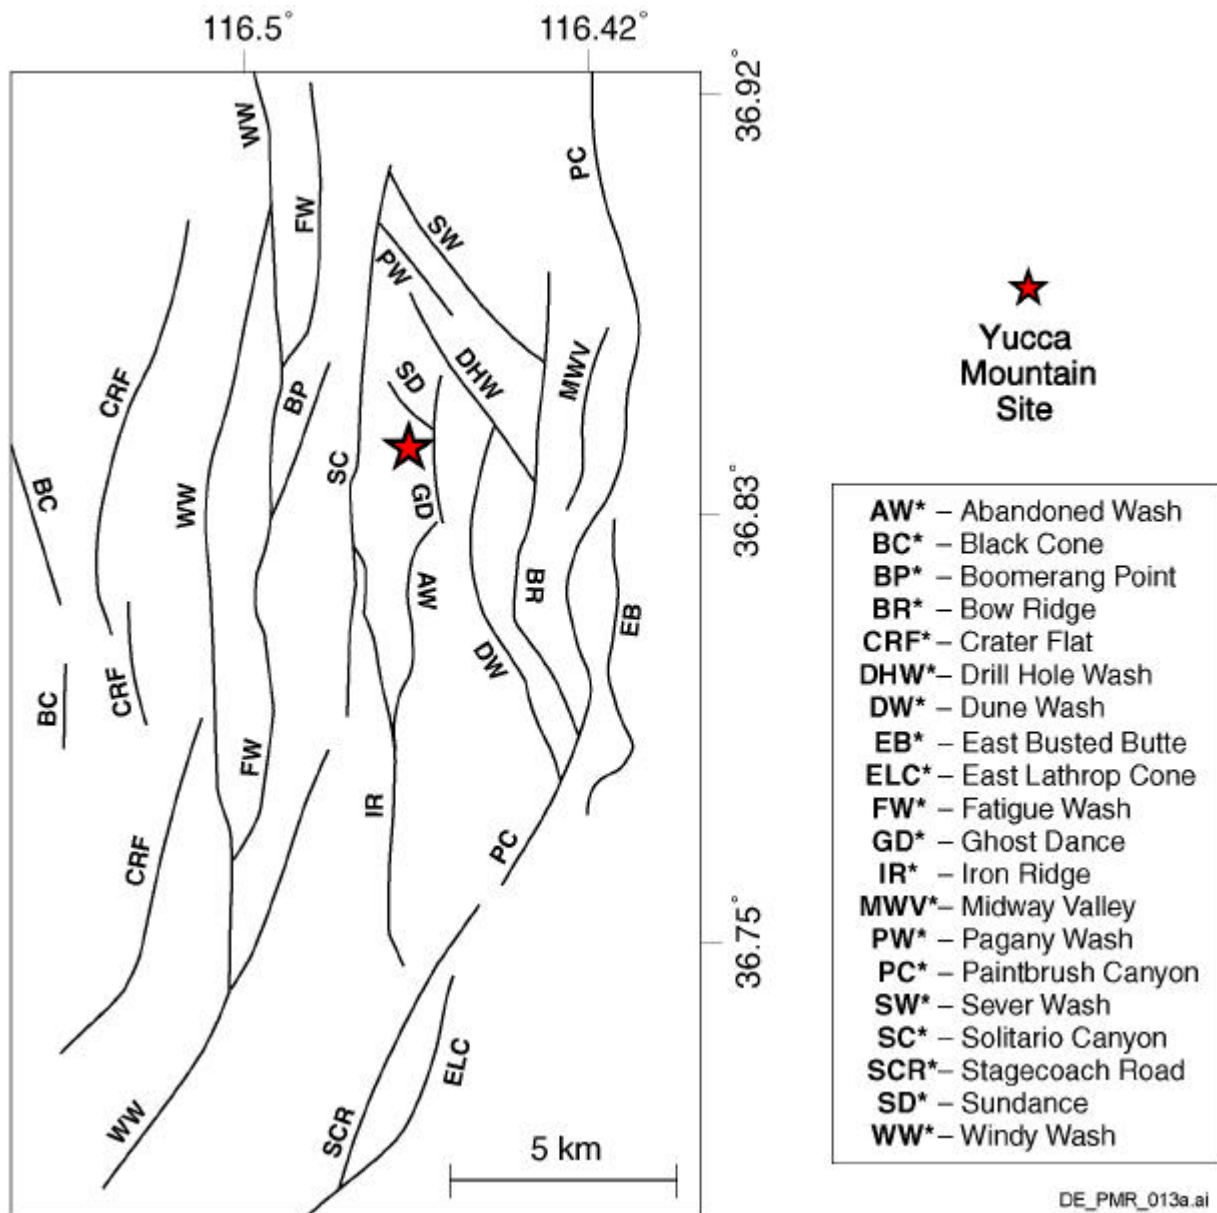 116.5° 116.42°
36.92°
WW
PC
FW
SW
PW
CRF
DHW
MWV
SD
BP
SC
BC
WW
GD
36.83°
AW
BR
EB
DW
CRF
BC
FW
IR
CRF
PC
36.75°
ELC
WW
SCR
5 km
Yucca
Mountain
Site
AW* – Abandoned Wash
BC* – Black Cone
BP* – Boomerang Point
BR* – Bow Ridge
CRF* – Crater Flat
DHW* – Drill Hole Wash
DW* – Dune Wash
EB* – East Busted Butte
ELC* – East Lathrop Cone
FW* – Fatigue Wash
GD* – Ghost Dance
IR* – Iron Ridge
MWV* – Midway Valley
PW* – Pagany Wash
PC* – Paintbrush Canyon
SW* – Sever Wash
SC* – Solitario Canyon
SCR* – Stagecoach Road
SD* – Sundance
WW* – Windy Wash
DE_PMR_013a.ai